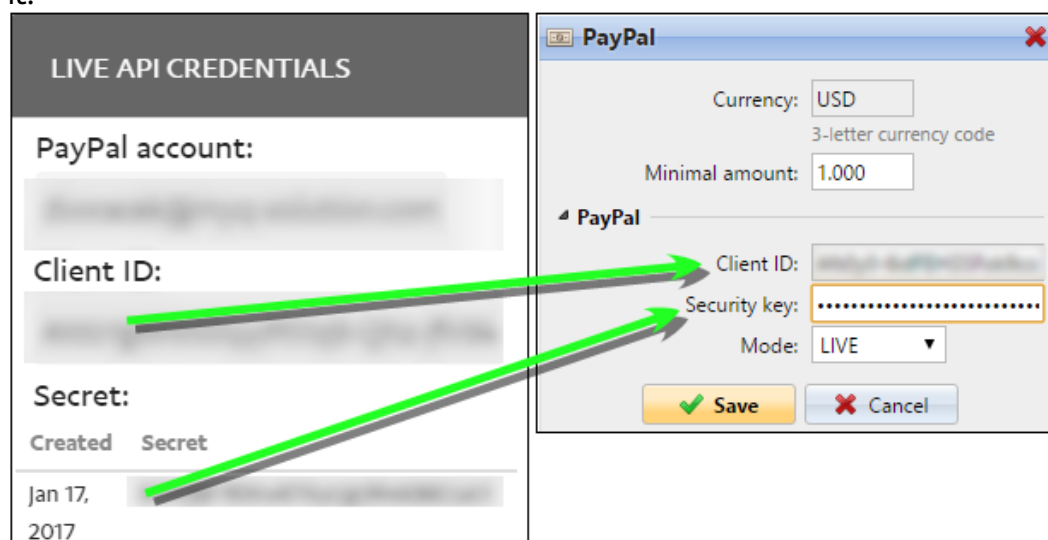 LIVE API CREDENTIALS
PayPal account:
Client ID:
Secret:
Created Secret
Jan 17,
2017
PayPal
Currency: USD
3-letter currency code
Minimal amount: 1.000
PayPal
Client ID:
Security key:
Mode: LIVE
Save Cancel